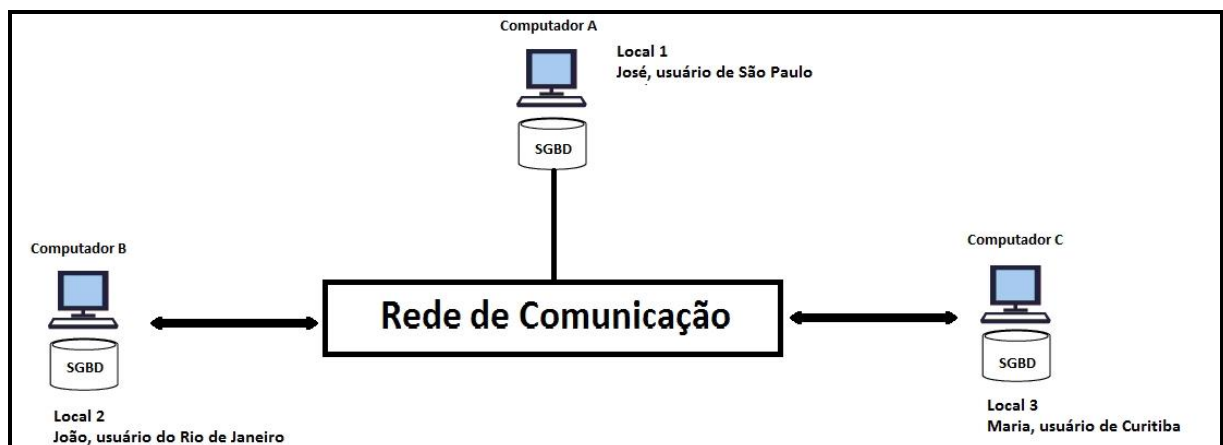 Computador A
Local 1
José, usuário de São Paulo
SGBD
Computador B
Computador C
Rede de Comunicação
SGBD
SGBD
Local 2
João, usuário do Rio de Janeiro
Local 3
Maria, usuário de Curitiba